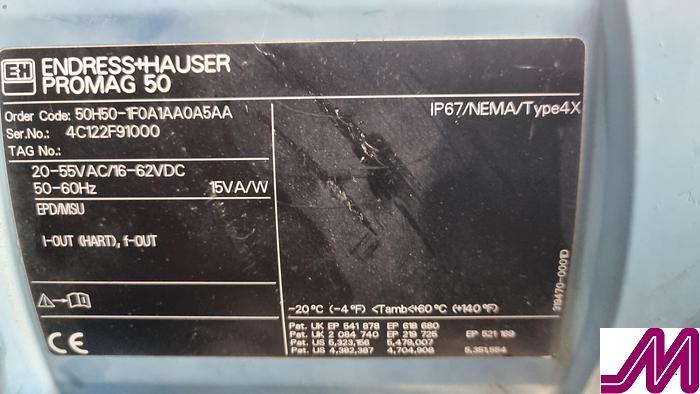 E+H ENDRESS+HAUSER
PROMAG 50
Order Code: 50H50-1F0A1AA0A5AA
IP67/NEMA/Type4X
Ser.No.: 4C122F91000
TAG No.:
20-55VAC/16-62VDC
50-60Hz 15VA/W
EPD/MSU
I-OUT (HART), f-OUT
-20°C (-4°F) <Tamb<+60°C (+140°F)
319470-0001D
CE
Pat. UK EP 541 878 EP 618 680
Pat. UK 2 084 740 EP 219 725 EP 521 169
Pat. US 5,323,156 5,479,007
Pat. US 4,382,387 4,704,908 5,351,554
M